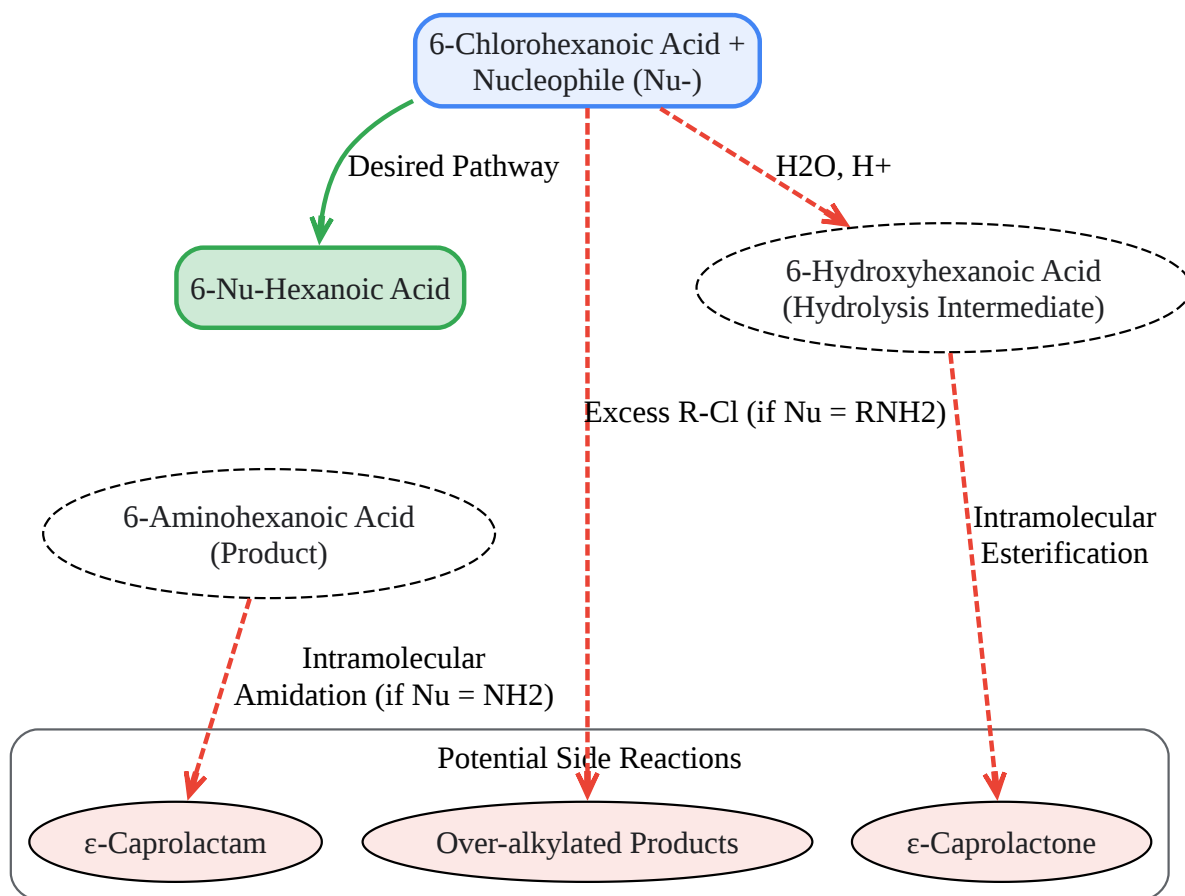 6-Chlorohexanoic Acid +
Nucleophile (Nu-)
Desired Pathway
H2O, H+
6-Nu-Hexanoic Acid
6-Hydroxyhexanoic Acid
(Hydrolysis Intermediate)
Excess R-Cl (if Nu = RNH2)
6-Aminohexanoic Acid
(Product)
Intramolecular
Esterification
Intramolecular
Amidation (if Nu = NH2)
Potential Side Reactions
ε-Caprolactam
Over-alkylated Products
ε-Caprolactone